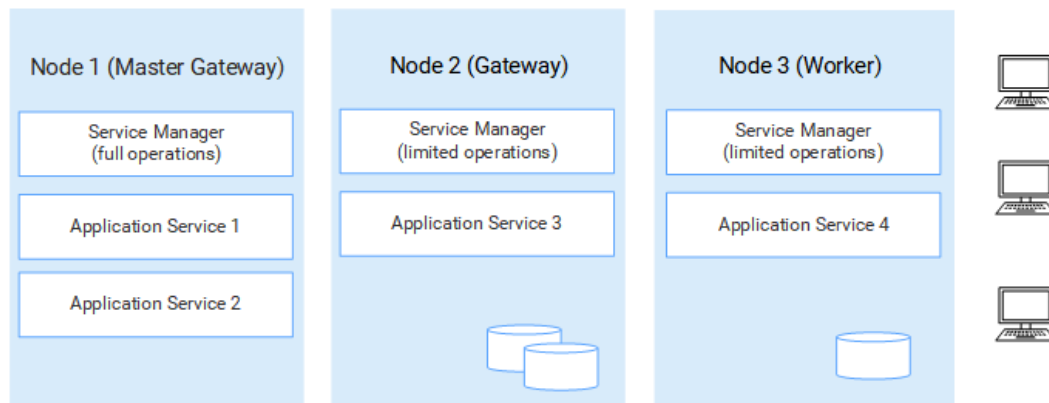 Node 1 (Master Gateway)
Service Manager
(full operations)
Application Service 1
Application Service 2
Node 2 (Gateway)
Service Manager
(limited operations)
Application Service 3
Node 3 (Worker)
Service Manager
(limited operations)
Application Service 4